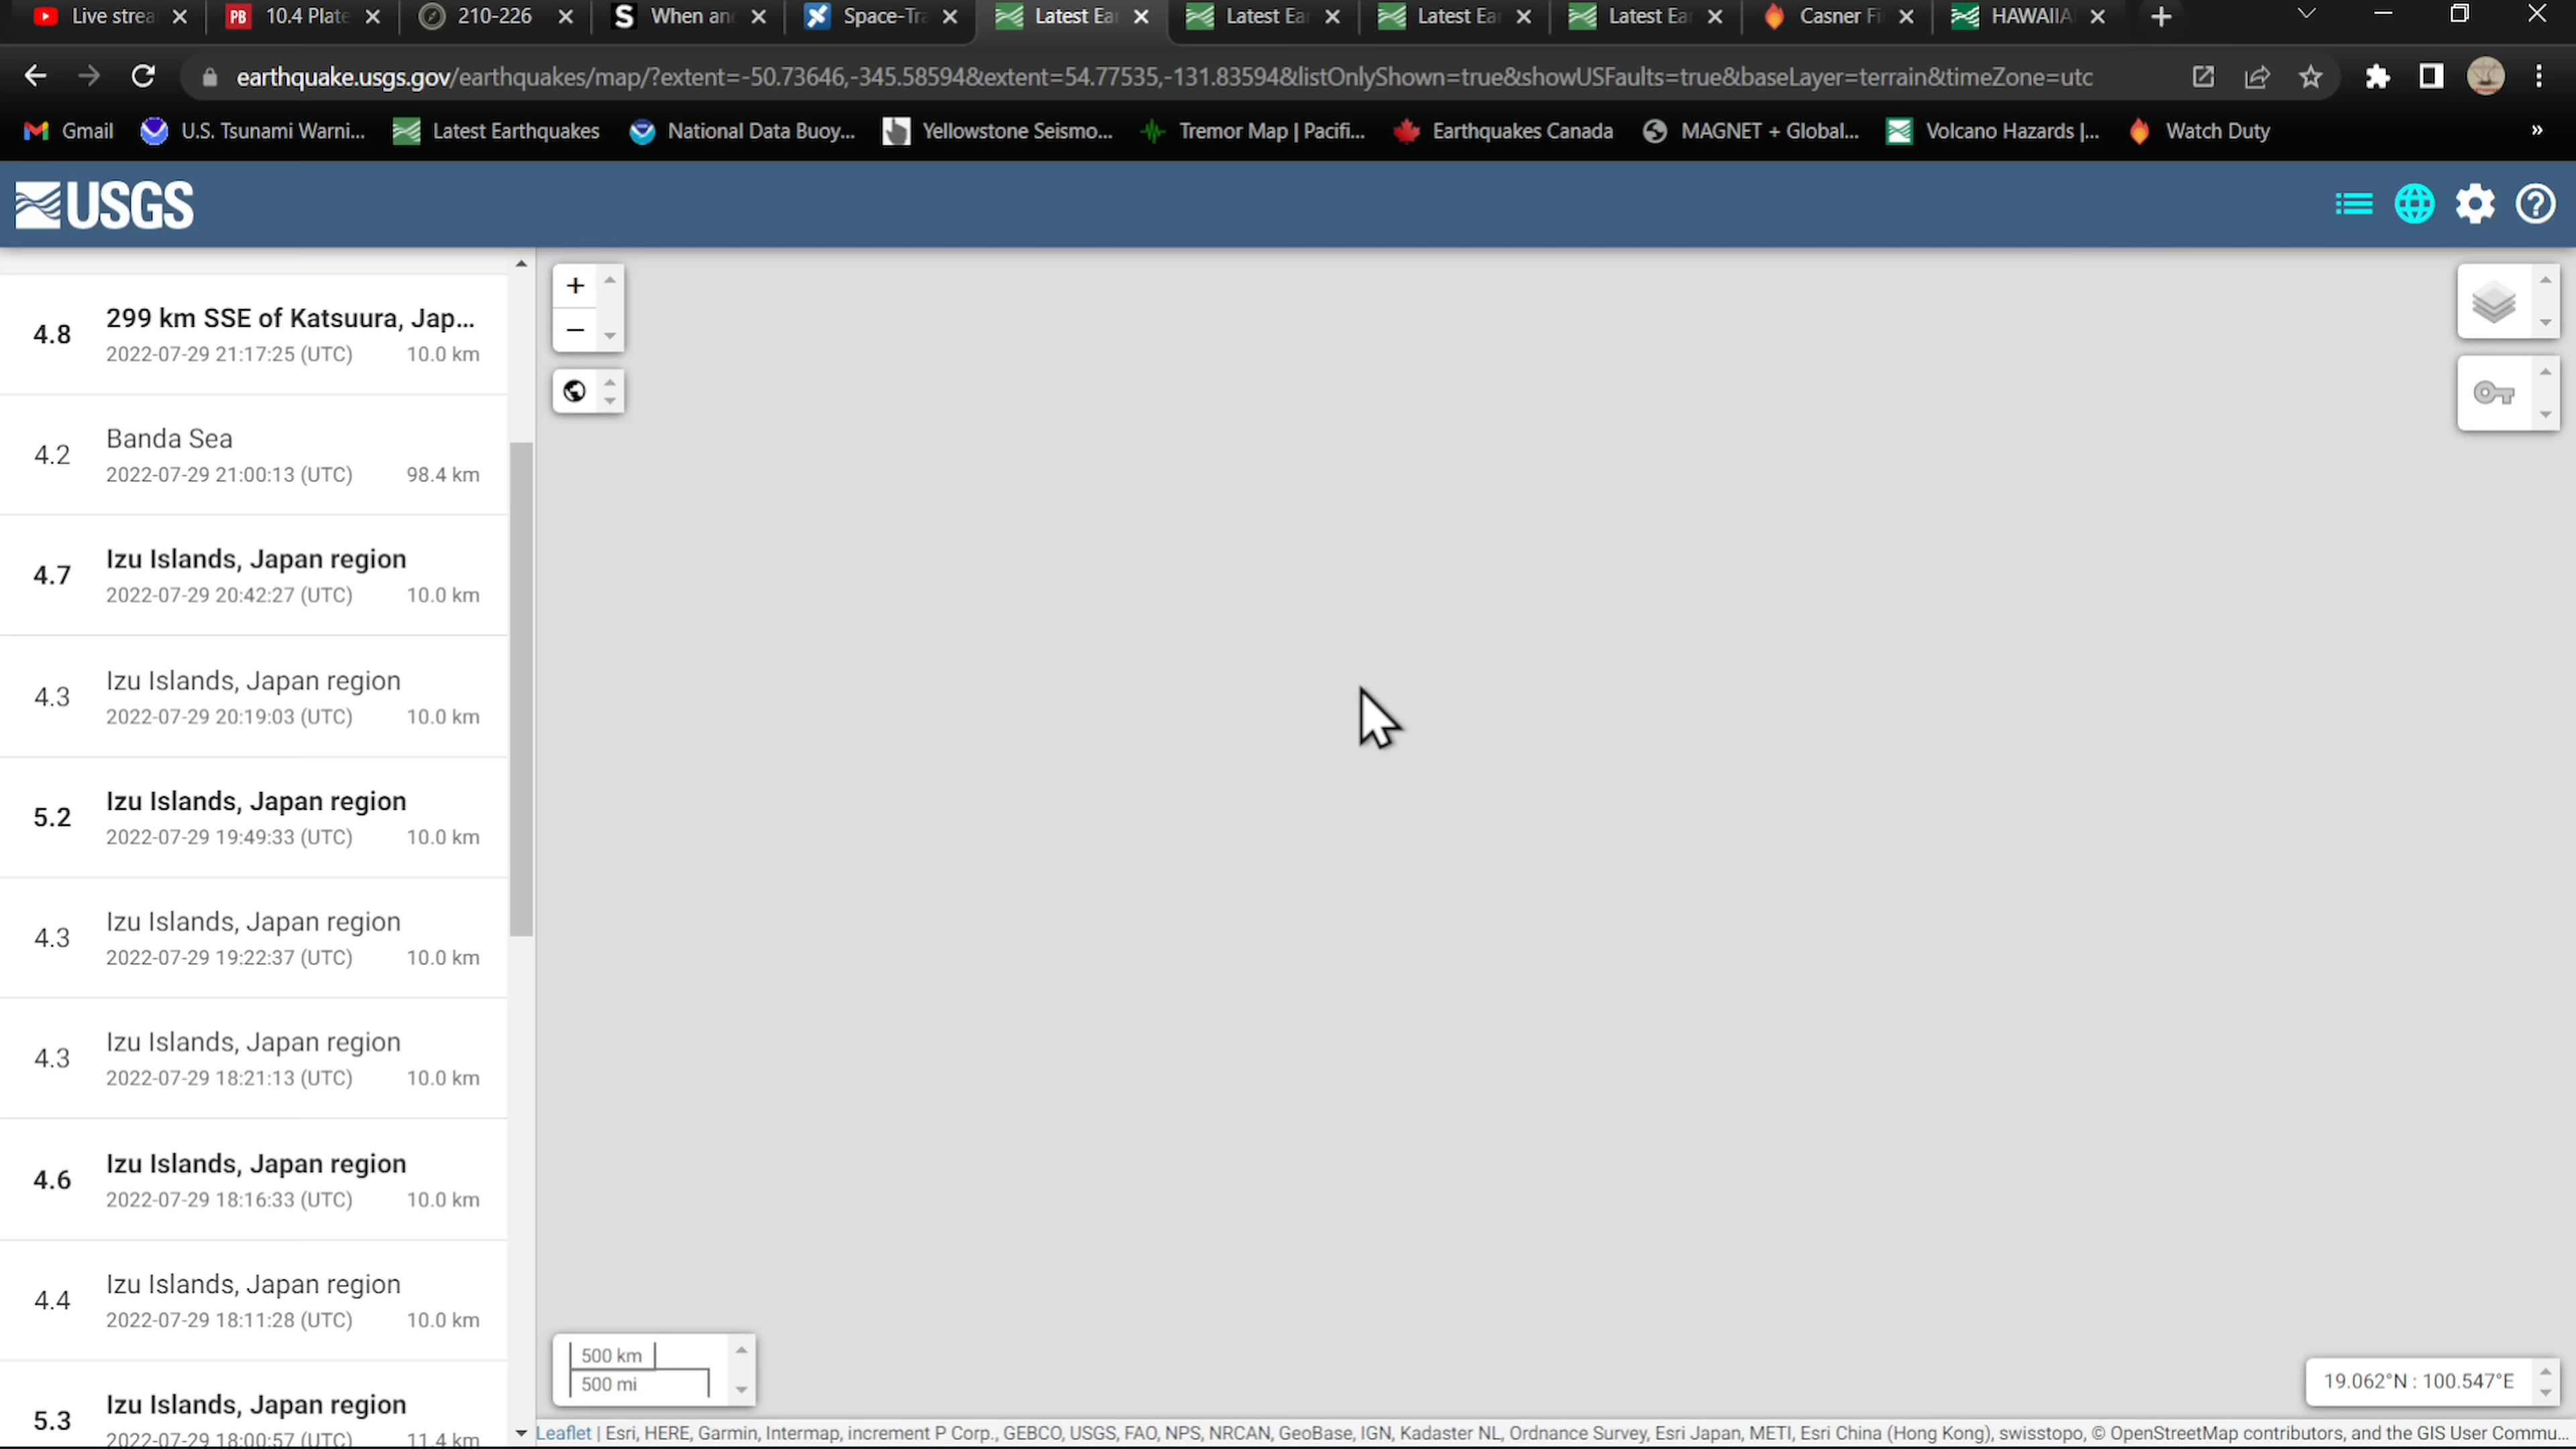 Live strea
PB 10.4 Plate
210-226
S When an
Space-Tr
Latest Ea
Latest Ea
Latest Ea
Latest Ea
Casner Fi
HAWAIIA
earthquake.usgs.gov/earthquakes/map/?extent=-50.73646,-345.58594&extent=54.77535,-131.83594&listOnlyShown=true&showUSFaults=true&baseLayer=terrain&timeZone=utc
Gmail
U.S. Tsunami Warni...
Latest Earthquakes
National Data Buoy...
Yellowstone Seismo...
Tremor Map | Pacifi...
Earthquakes Canada
MAGNET + Global...
Volcano Hazards |...
Watch Duty
»
USGS
4.8 299 km SSE of Katsuura, Jap...
2022-07-29 21:17:25 (UTC) 10.0 km
4.2 Banda Sea
2022-07-29 21:00:13 (UTC) 98.4 km
4.7 Izu Islands, Japan region
2022-07-29 20:42:27 (UTC) 10.0 km
4.3 Izu Islands, Japan region
2022-07-29 20:19:03 (UTC) 10.0 km
5.2 Izu Islands, Japan region
2022-07-29 19:49:33 (UTC) 10.0 km
4.3 Izu Islands, Japan region
2022-07-29 19:22:37 (UTC) 10.0 km
4.3 Izu Islands, Japan region
2022-07-29 18:21:13 (UTC) 10.0 km
4.6 Izu Islands, Japan region
2022-07-29 18:16:33 (UTC) 10.0 km
4.4 Izu Islands, Japan region
2022-07-29 18:11:28 (UTC) 10.0 km
5.3 Izu Islands, Japan region
2022-07-29 18:00:57 (UTC) 11.4 km
+
−
500 km
500 mi
19.062°N : 100.547°E
Leaflet | Esri, HERE, Garmin, Intermap, increment P Corp., GEBCO, USGS, FAO, NPS, NRCAN, GeoBase, IGN, Kadaster NL, Ordnance Survey, Esri Japan, METI, Esri China (Hong Kong), swisstopo, © OpenStreetMap contributors, and the GIS User Commu...